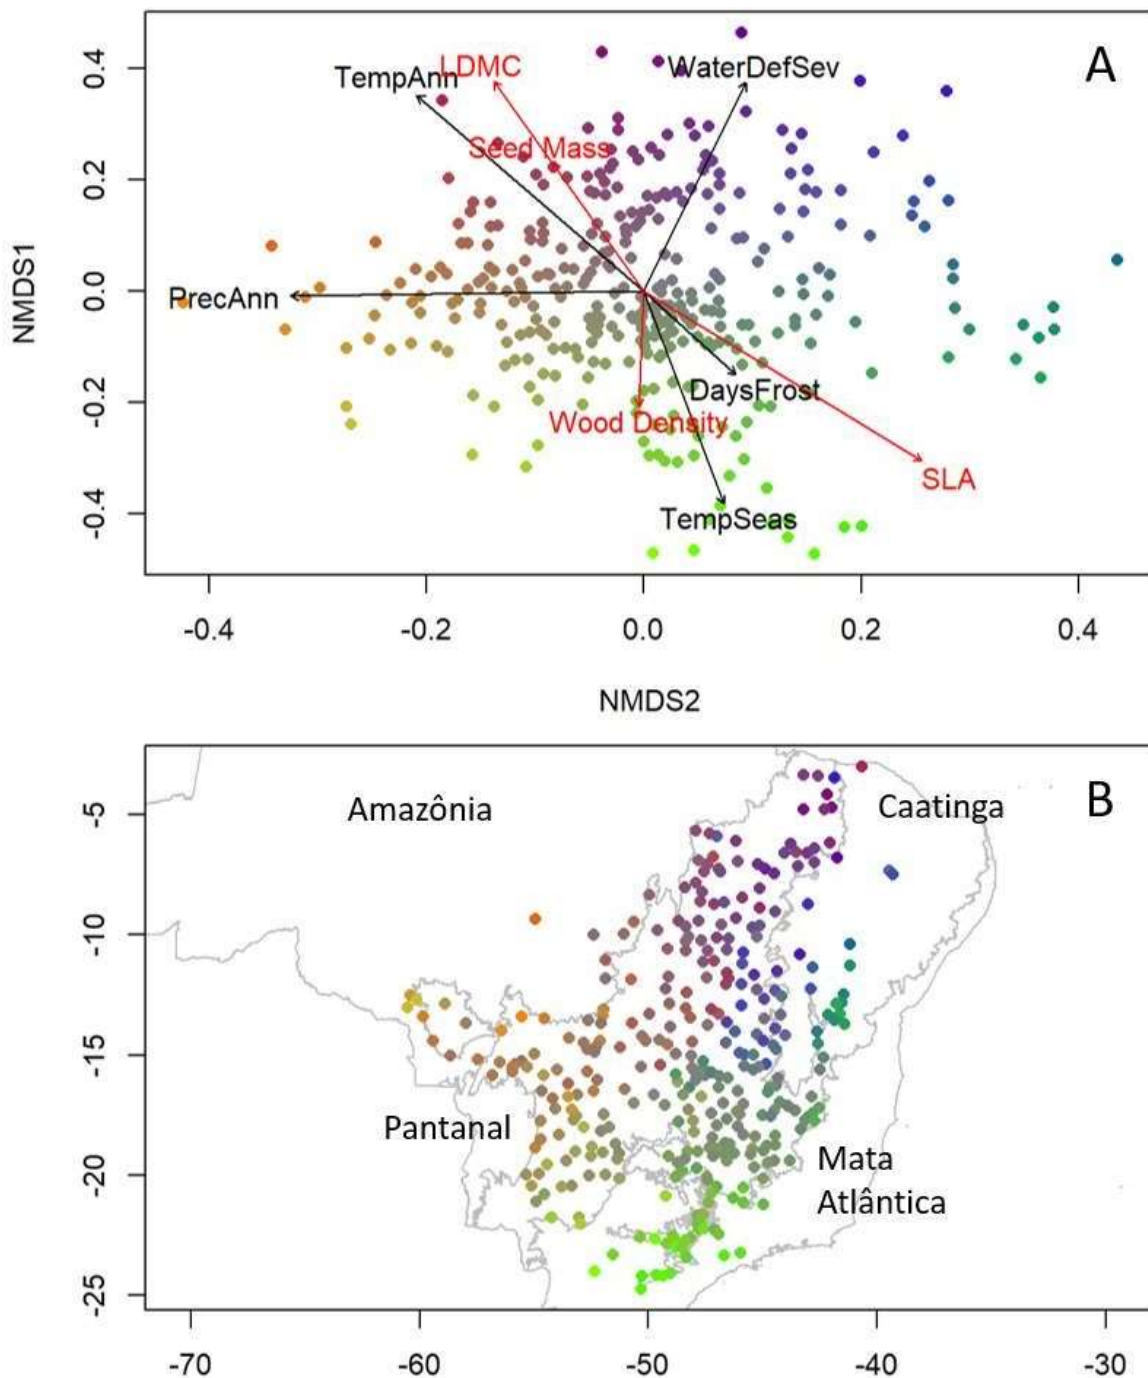 A
0.4
LDMC
TempAnn
WaterDefSev
Seed Mass
0.2
NMDS1
0.0
PrecAnn
DaysFrost
-0.2
Wood Density
SLA
-0.4
TempSeas
-0.4 -0.2 0.0 0.2 0.4
NMDS2
B
-5
Amazônia
Caatinga
-10
-15
Pantanal
Mata
Atlântica
-20
-25
-70 -60 -50 -40 -30